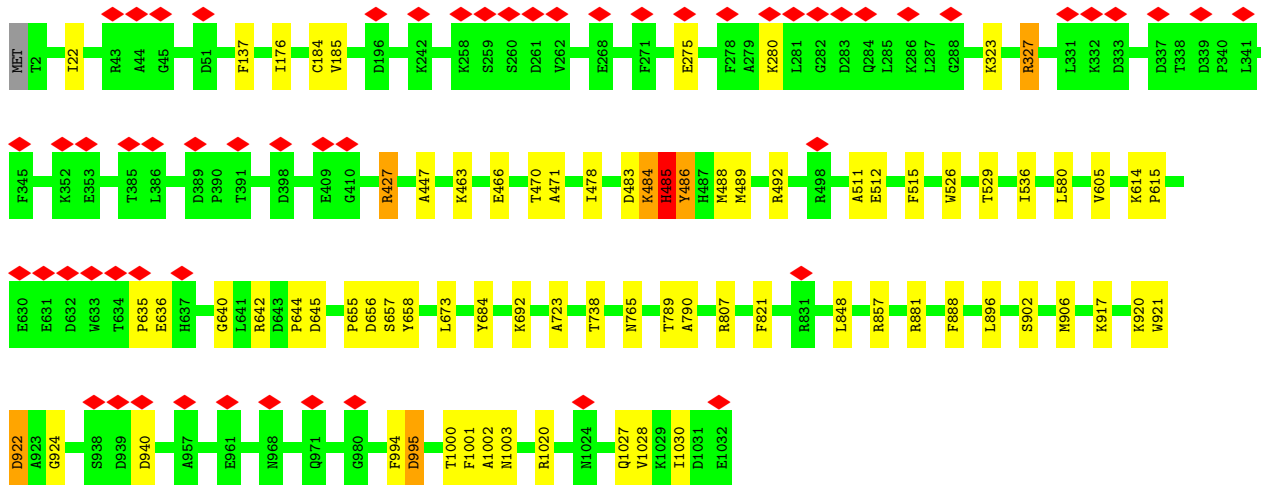 MET T2 I22 R43 A44 G45 D51 F137 I176 C184 V185 D196 K242 K258 S259 S260 D261 V262 E268 F271 E275 F278 A279 K280 L281 G282 D283 Q284 L285 K286 L287 G288 K323 R327 L331 K332 D333 D337 T338 D339 P340 L341
F345 K352 E353 T385 L386 D389 P390 T391 D398 E409 G410 R427 A447 K463 E466 T470 A471 I478 D483 K484 H485 Y486 H487 M488 M489 R492 R498 A511 E512 F515 W526 T529 I536 L580 V605 K614 P615
E630 E631 D632 W633 T634 P635 E636 H637 G640 L641 R642 D643 P644 D645 P655 D656 S657 Y658 L673 Y684 K692 A723 T738 N765 T789 A790 R807 F821 R831 L848 R857 R881 F888 L896 S902 M906 K917 K920 W921
D922 A923 G924 S938 D939 D940 A957 E961 N968 Q971 G980 F994 D995 T1000 F1001 A1002 N1003 R1020 N1024 Q1027 V1028 K1029 I1030 D1031 E1032